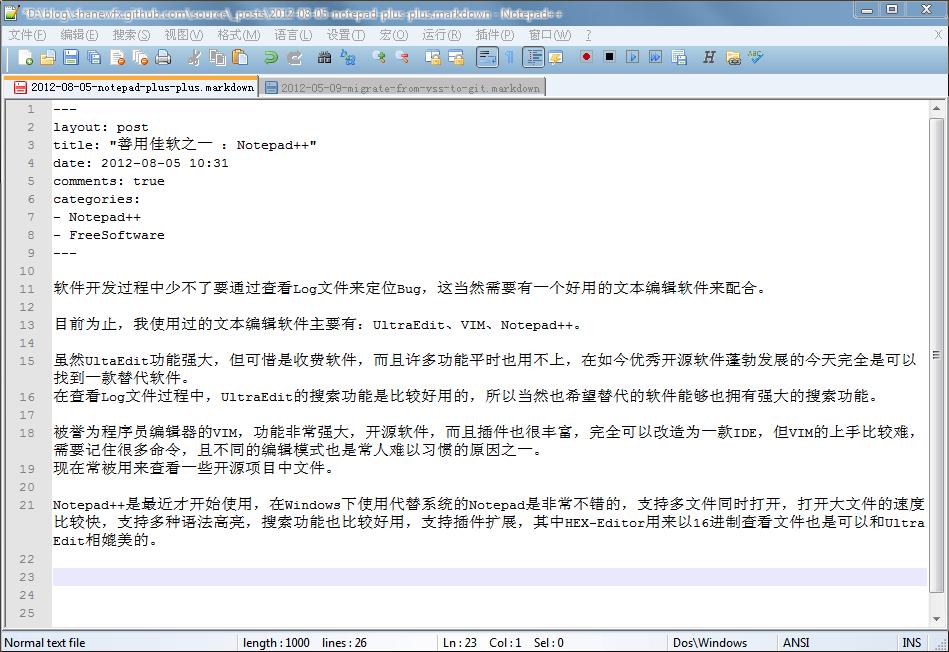 *D:\blog\shanewfx.github.com\source\_posts\2012-08-05-notepad-plus-plus.markdown - Notepad++
文件(F) 编辑(E) 搜索(S) 视图(V) 格式(M) 语言(L) 设置(T) 宏(O) 运行(R) 插件(P) 窗口(W) ? X
2012-08-05-notepad-plus-plus.markdown 2012-05-09-migrate-from-vss-to-git.markdown
1 ---
2 layout: post
3 title: "善用佳软之一 : Notepad++"
4 date: 2012-08-05 10:31
5 comments: true
6 categories:
7 - Notepad++
8 - FreeSoftware
9 ---
10
11 软件开发过程中少不了要通过查看Log文件来定位Bug，这当然需要有一个好用的文本编辑软件来配合。
12
13 目前为止，我使用过的文本编辑软件主要有：UltraEdit、VIM、Notepad++。
14
15 虽然UltaEdit功能强大，但可惜是收费软件，而且许多功能平时也用不上，在如今优秀开源软件蓬勃发展的今天完全是可以
找到一款替代软件。
16 在查看Log文件过程中，UltraEdit的搜索功能是比较好用的，所以当然也希望替代的软件能够也拥有强大的搜索功能。
17
18 被誉为程序员编辑器的VIM，功能非常强大，开源软件，而且插件也很丰富，完全可以改造为一款IDE，但VIM的上手比较难，
需要记住很多命令，且不同的编辑模式也是常人难以习惯的原因之一。
19 现在常被用来查看一些开源项目中文件。
20
21 Notepad++是最近才开始使用，在Windows下使用代替系统的Notepad是非常不错的，支持多文件同时打开，打开大文件的速度
比较快，支持多种语法高亮，搜索功能也比较好用，支持插件扩展，其中HEX-Editor用来以16进制查看文件也是可以和Ultra
Edit相媲美的。
22
23
24
25
Normal text file length : 1000 lines : 26 Ln : 23 Col : 1 Sel : 0 Dos\Windows ANSI INS